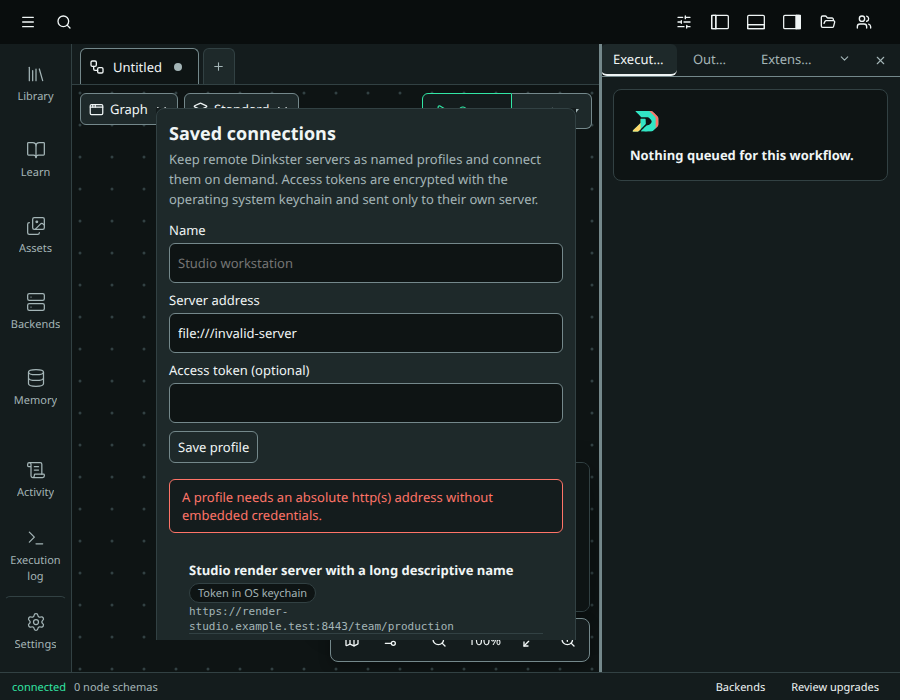 Untitled
Execut...
Out...
Extens...
Library
Learn
Assets
Backends
Memory
Activity
Execution
log
Settings
Graph
Standard
Saved connections
Keep remote Dinkster servers as named profiles and connect
them on demand. Access tokens are encrypted with the
operating system keychain and sent only to their own server.
Name
Studio workstation
Server address
file:///invalid-server
Access token (optional)
Save profile
A profile needs an absolute http(s) address without
embedded credentials.
Studio render server with a long descriptive name
Token in OS keychain
https://render-
studio.example.test:8443/team/production
100%
Nothing queued for this workflow.
connected
0 node schemas
Backends
Review upgrades